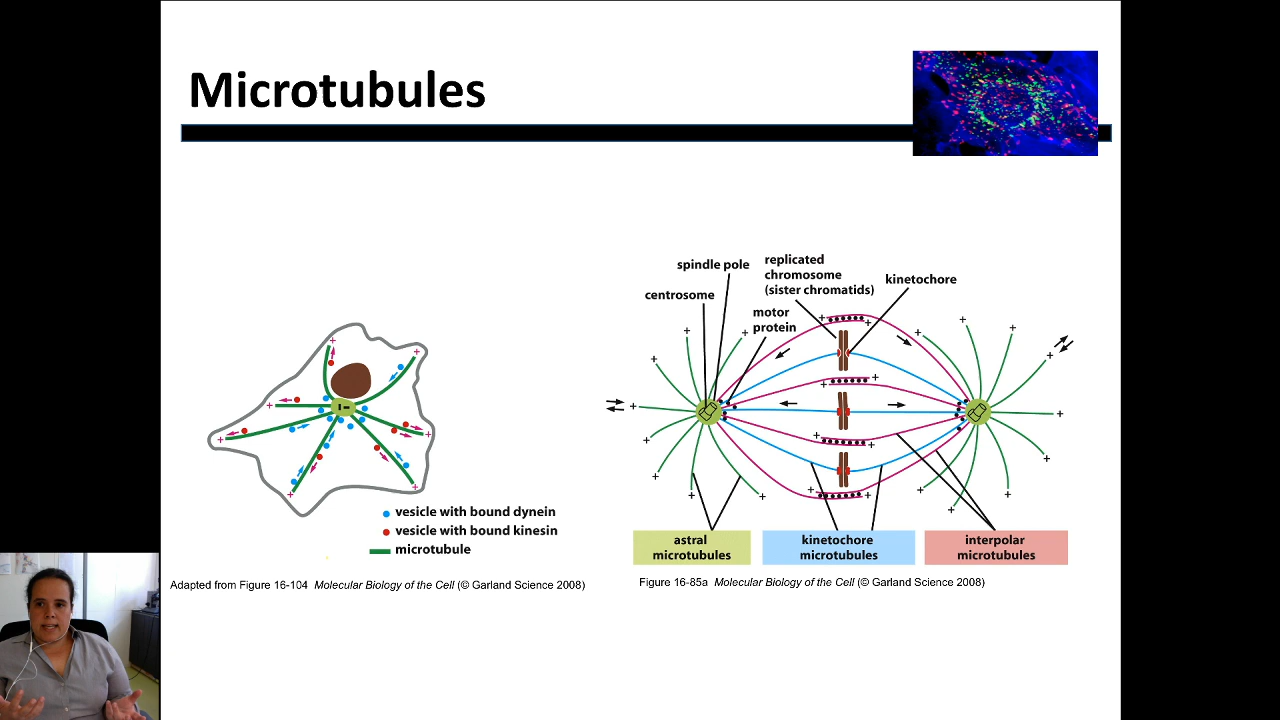 Microtubules
vesicle with bound dynein
vesicle with bound kinesin
microtubule
Adapted from Figure 16-104 Molecular Biology of the Cell (© Garland Science 2008)
spindle pole
centrosome
replicated
chromosome
(sister chromatids)
kinetochore
motor
protein
astral
microtubules
kinetochore
microtubules
interpolar
microtubules
Figure 16-85a Molecular Biology of the Cell (© Garland Science 2008)